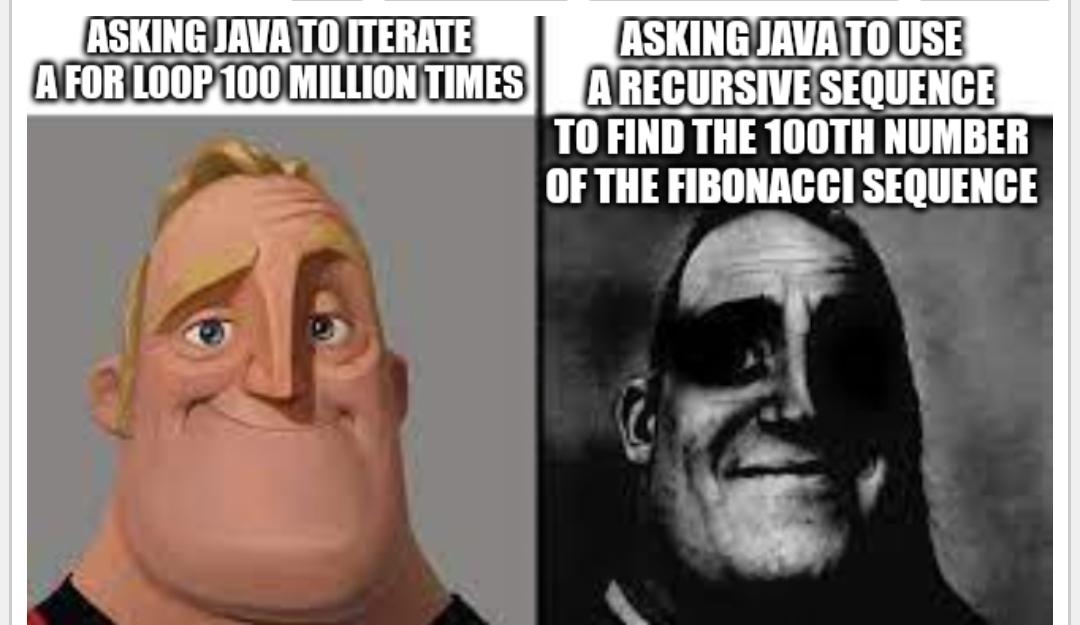 ASKING JAVA TO ITERATE
A FOR LOOP 100 MILLION TIMES
ASKING JAVA TO USE
A RECURSIVE SEQUENCE
TO FIND THE 100TH NUMBER
OF THE FIBONACCI SEQUENCE